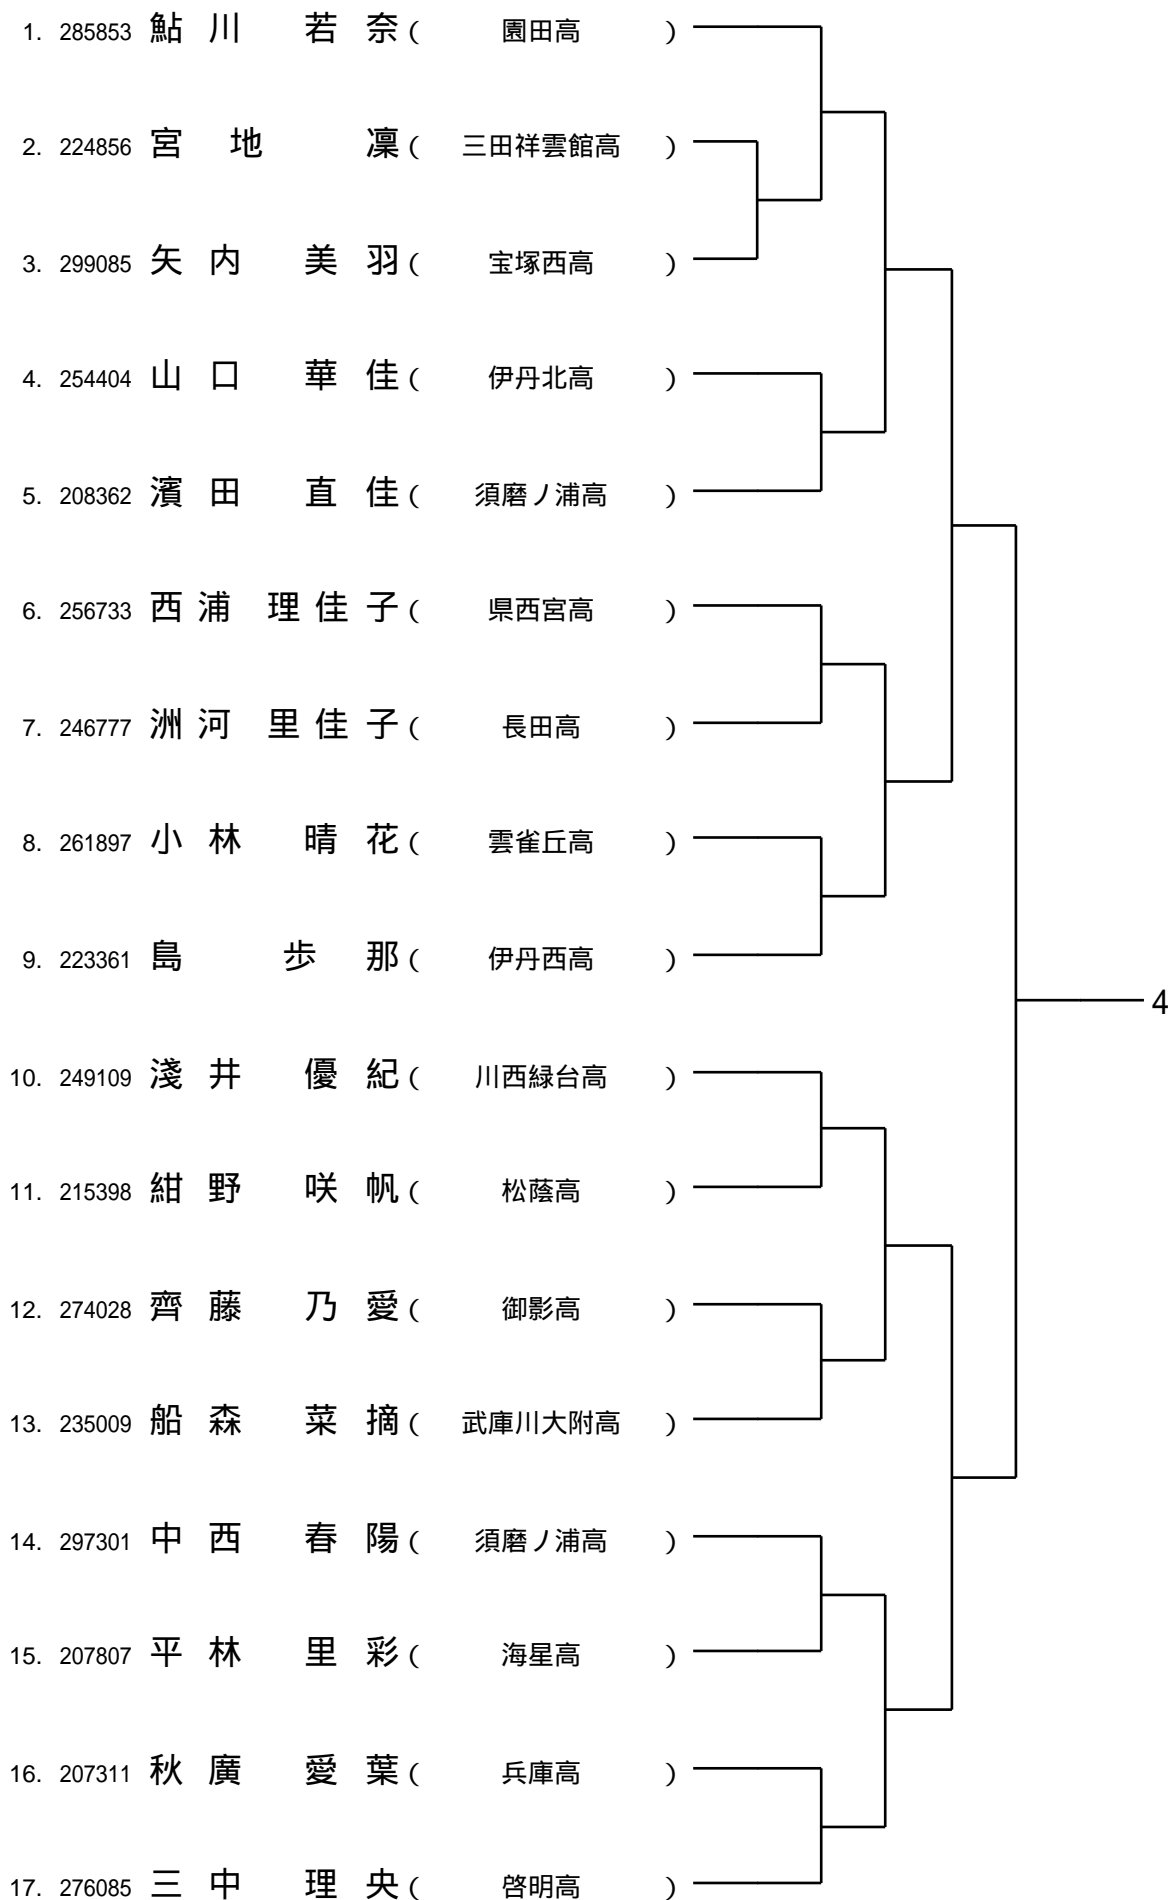 1. 285853 鮎川 若奈 ( 園田高 )
2. 224856 宮地 凜 ( 三田祥雲館高 )
3. 299085 矢内 美羽 ( 宝塚西高 )
4. 254404 山口 華佳 ( 伊丹北高 )
5. 208362 濱田 直佳 ( 須磨ノ浦高 )
6. 256733 西浦 理佳子 ( 県西宮高 )
7. 246777 洲河 里佳子 ( 長田高 )
8. 261897 小林 晴花 ( 雲雀丘高 )
9. 223361 島 歩那 ( 伊丹西高 )
4
10. 249109 淺井 優紀 ( 川西緑台高 )
11. 215398 紺野 咲帆 ( 松蔭高 )
12. 274028 齊藤 乃愛 ( 御影高 )
13. 235009 船森 菜摘 ( 武庫川大附高 )
14. 297301 中西 春陽 ( 須磨ノ浦高 )
15. 207807 平林 里彩 ( 海星高 )
16. 207311 秋廣 愛葉 ( 兵庫高 )
17. 276085 三中 理央 ( 啓明高 )